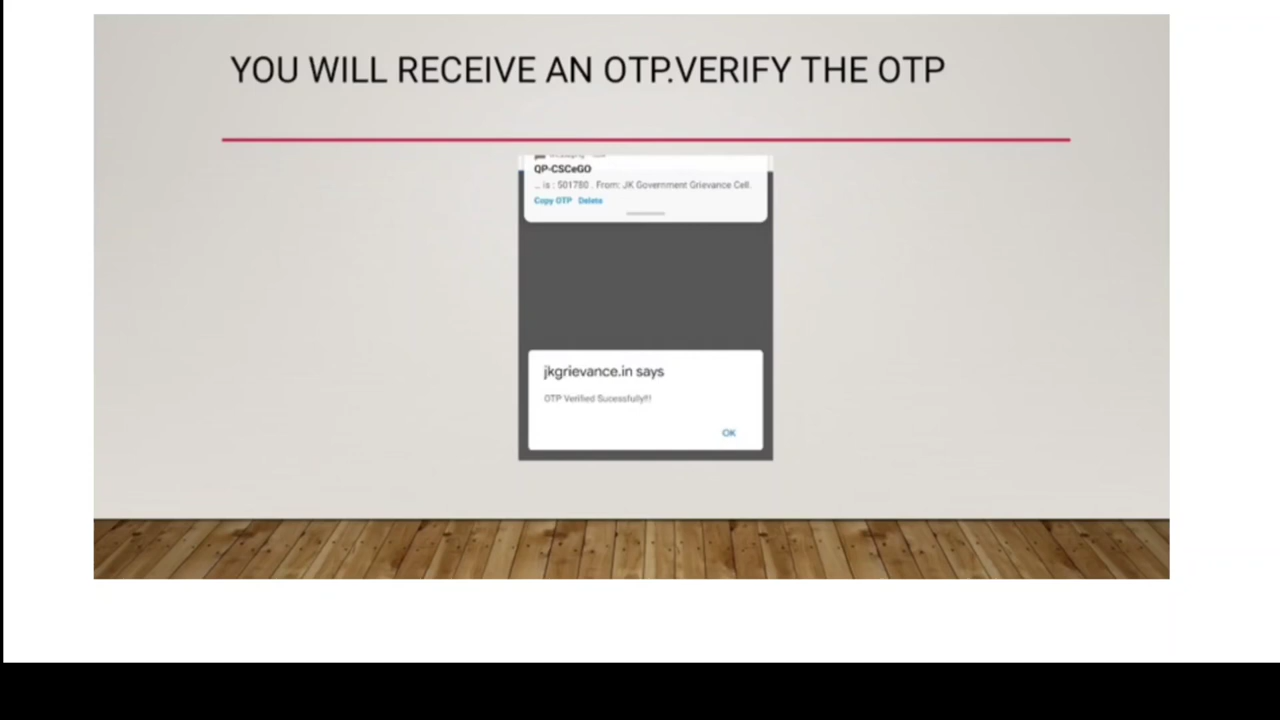 YOU WILL RECEIVE AN OTP.VERIFY THE OTP
QP-CSCeGO
... is : 501780 . From: JK Government Grievance Cell.
Copy OTP Delete
jkgrievance.in says
OTP Verified Sucessfully!!!
OK